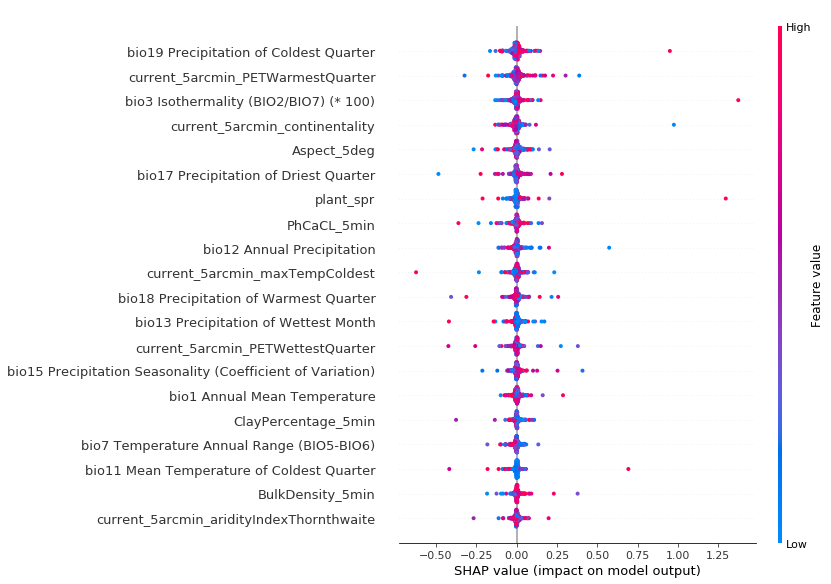 High
bio19 Precipitation of Coldest Quarter
current_5arcmin_PETWarmestQuarter
bio3 Isothermality (BIO2/BIO7) (* 100)
current_5arcmin_continentality
Aspect_5deg
bio17 Precipitation of Driest Quarter
plant_spr
PhCaCL_5min
bio12 Annual Precipitation
current_5arcmin_maxTempColdest
bio18 Precipitation of Warmest Quarter
bio13 Precipitation of Wettest Month
current_5arcmin_PETWettestQuarter
bio15 Precipitation Seasonality (Coefficient of Variation)
bio1 Annual Mean Temperature
ClayPercentage_5min
bio7 Temperature Annual Range (BIO5-BIO6)
bio11 Mean Temperature of Coldest Quarter
BulkDensity_5min
current_5arcmin_aridityIndexThornthwaite
Feature value
Low
−0.50 −0.25 0.00 0.25 0.50 0.75 1.00 1.25
SHAP value (impact on model output)